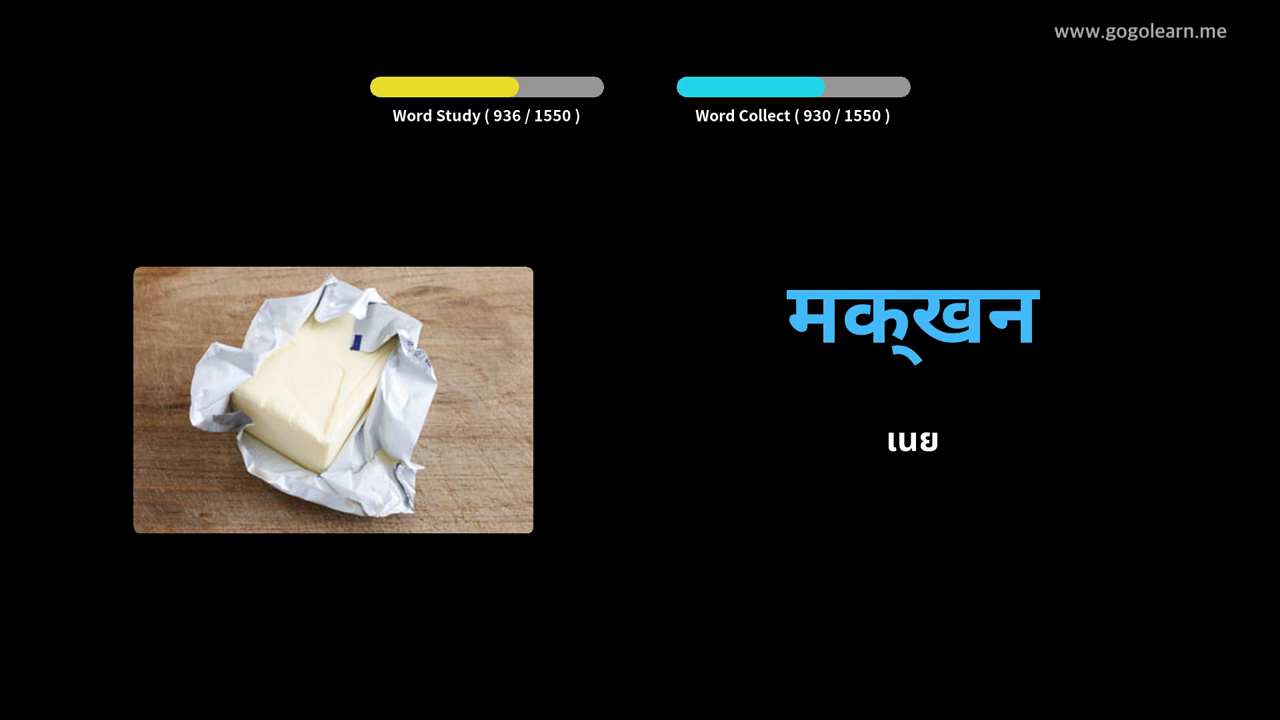 www.gogolearn.me
Word Study ( 936 / 1550 )
Word Collect ( 930 / 1550 )
मक्‌खन
เนย